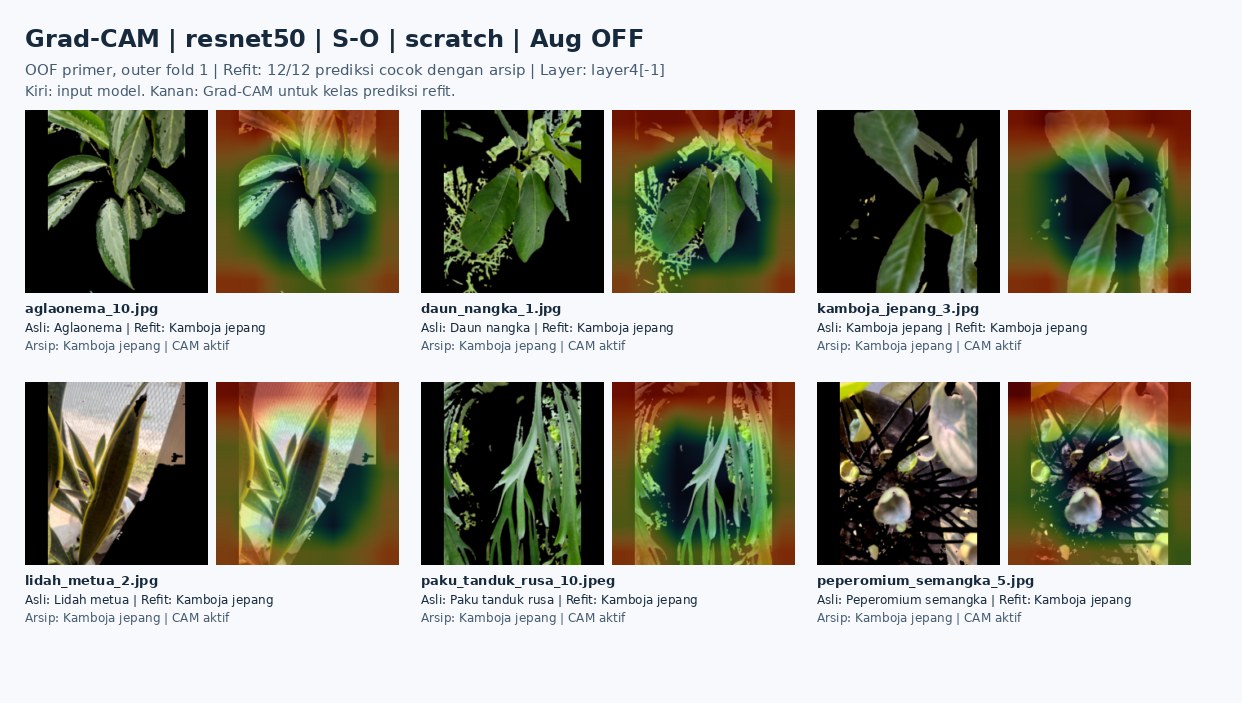 Grad-CAM | resnet50 | S-O | scratch | Aug OFF
OOF primer, outer fold 1 | Refit: 12/12 prediksi cocok dengan arsip | Layer: layer4[-1]
Kiri: input model. Kanan: Grad-CAM untuk kelas prediksi refit.
aglaonema_10.jpg
Asli: Aglaonema | Refit: Kamboja jepang
Arsip: Kamboja jepang | CAM aktif
daun_nangka_1.jpg
Asli: Daun nangka | Refit: Kamboja jepang
Arsip: Kamboja jepang | CAM aktif
kamboja_jepang_3.jpg
Asli: Kamboja jepang | Refit: Kamboja jepang
Arsip: Kamboja jepang | CAM aktif
lidah_metua_2.jpg
Asli: Lidah metua | Refit: Kamboja jepang
Arsip: Kamboja jepang | CAM aktif
paku_tanduk_rusa_10.jpeg
Asli: Paku tanduk rusa | Refit: Kamboja jepang
Arsip: Kamboja jepang | CAM aktif
peperomium_semangka_5.jpg
Asli: Peperomium semangka | Refit: Kamboja jepang
Arsip: Kamboja jepang | CAM aktif